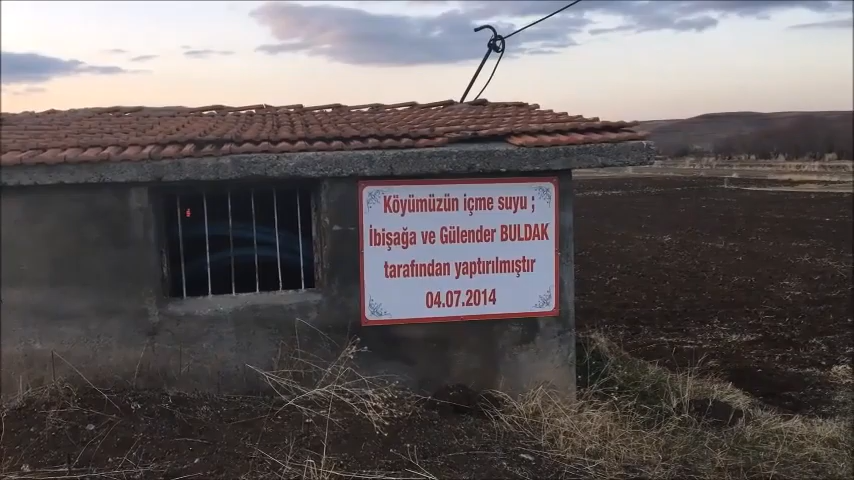 Köyümüzün içme suyu ;
İbişağa ve Gülender BULDAK
tarafından yaptırılmıştır
04.07.2014